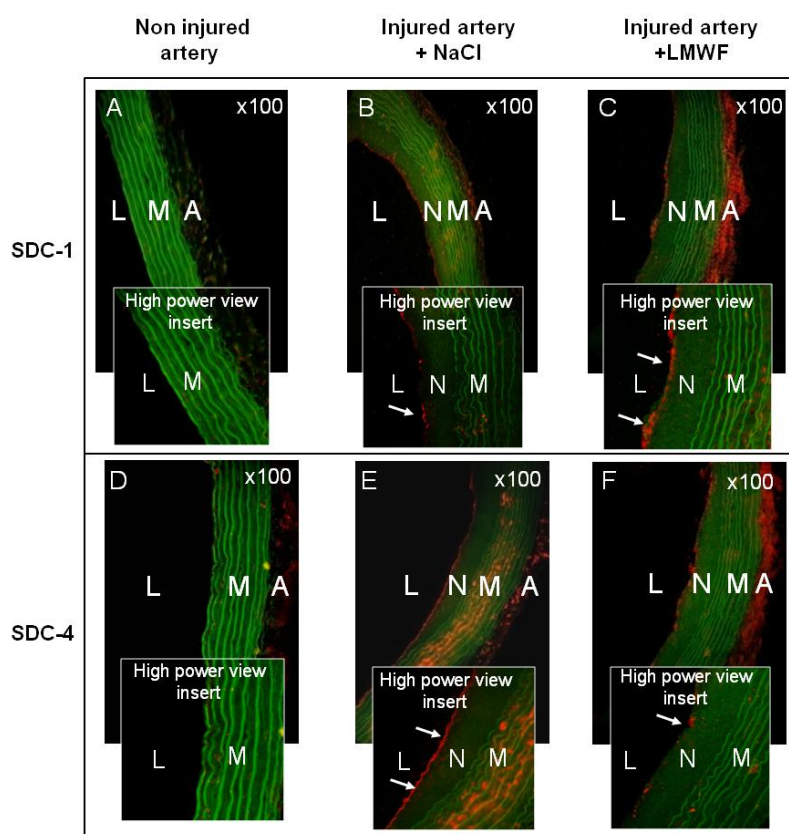 Non injured
artery
Injured artery
+ NaCl
Injured artery
+LMWF
SDC-1
A
x100
L M A
High power view
insert
L M
B
x100
L N M A
High power view
insert
L N M
C
x100
L N M A
High power view
insert
L N M
SDC-4
D
x100
L M A
High power view
insert
L M
E
x100
L N M A
High power view
insert
L N M
F
x100
L N M A
High power view
insert
L N M